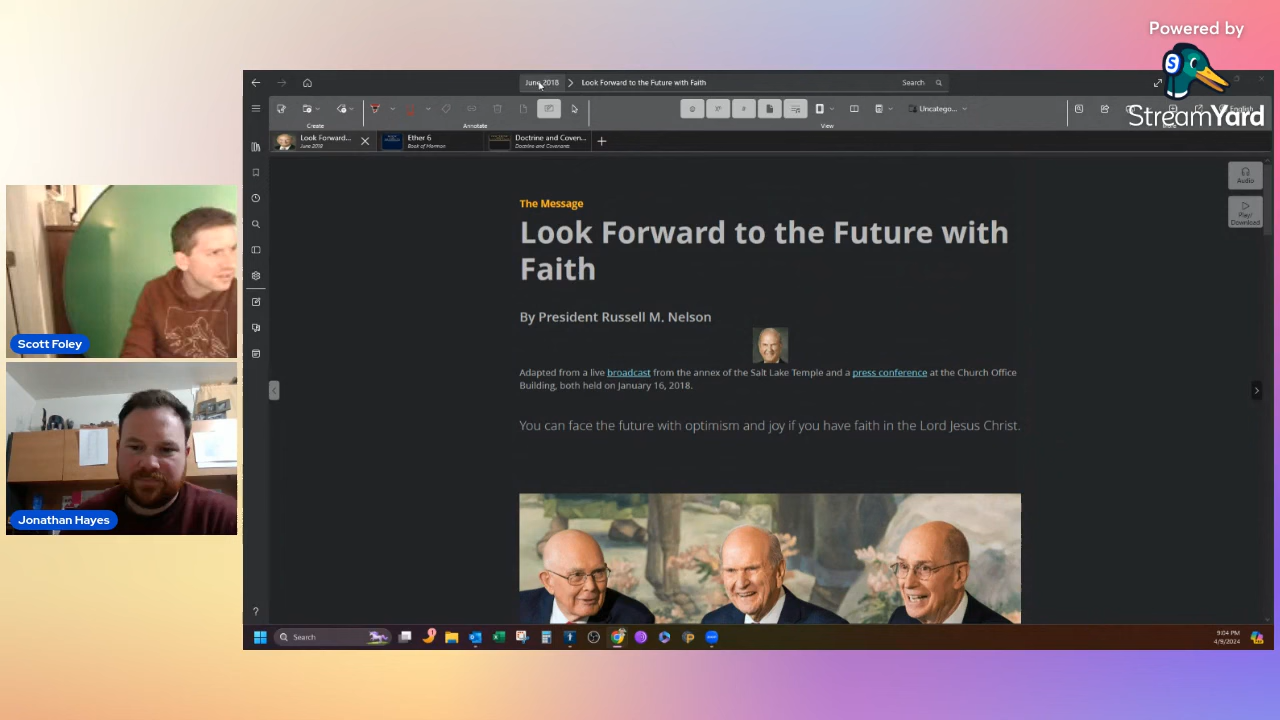 Powered by
StreamYard
June 2018
Look Forward to the Future with Faith
Search
Create
Annotate
View
Uncatego...
English
Look Forward...
June 2018
Ether 6
Book of Mormon
Doctrine and Coven...
Doctrine and Covenants
Audio
Play/
Download
The Message
Look Forward to the Future with
Faith
By President Russell M. Nelson
Adapted from a live broadcast from the annex of the Salt Lake Temple and a press conference at the Church Office
Building, both held on January 16, 2018.
You can face the future with optimism and joy if you have faith in the Lord Jesus Christ.
Scott Foley
Jonathan Hayes
Search
9:04 PM
4/9/2024